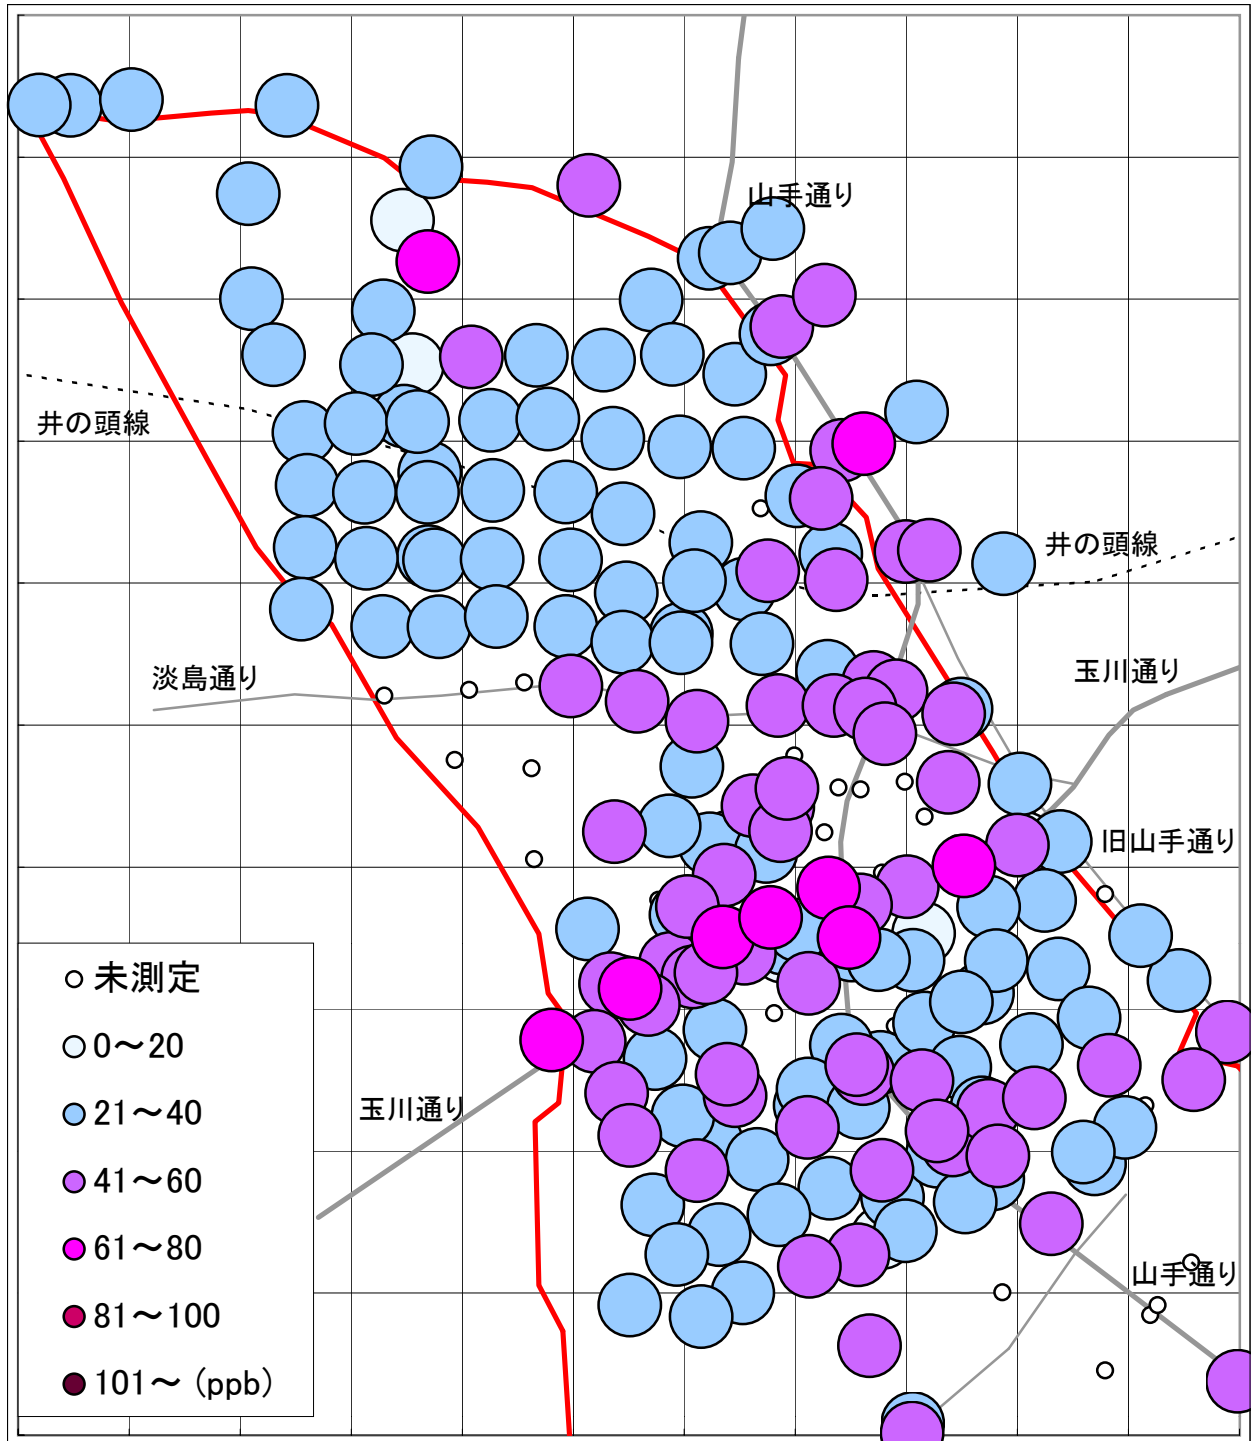 山手通り
井の頭線
井の頭線
淡島通り
玉川通り
旧山手通り
未測定
0～20
21～40
41～60
61～80
81～100
101～ (ppb)
玉川通り
山手通り